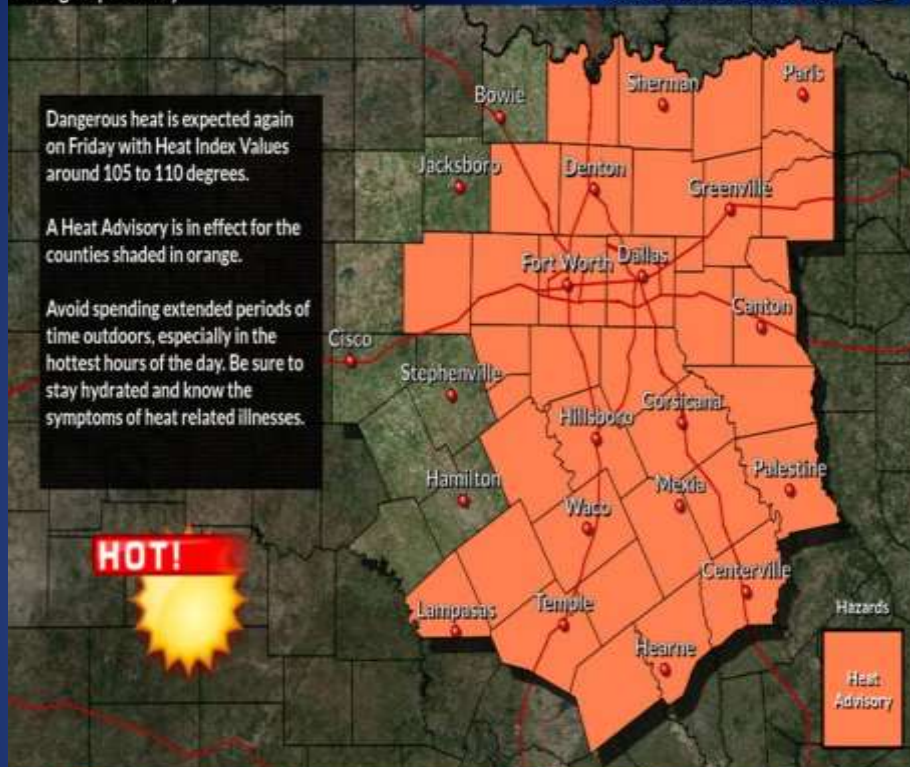 Dangerous heat is expected again
on Friday with Heat Index Values
around 105 to 110 degrees.
A Heat Advisory is in effect for the
counties shaded in orange.
Avoid spending extended periods of
time outdoors, especially in the
hottest hours of the day. Be sure to
stay hydrated and know the
symptoms of heat related illnesses.
HOT!
Bowie
Sherman
Paris
Jacksboro
Denton
Greenville
Fort Worth
Dallas
Canton
Cisco
Stephenville
Hillsboro
Corsicana
Hamilton
Waco
Mexia
Palestine
Centerville
Lampasas
Temple
Hearne
Hazards
Heat
Advisory